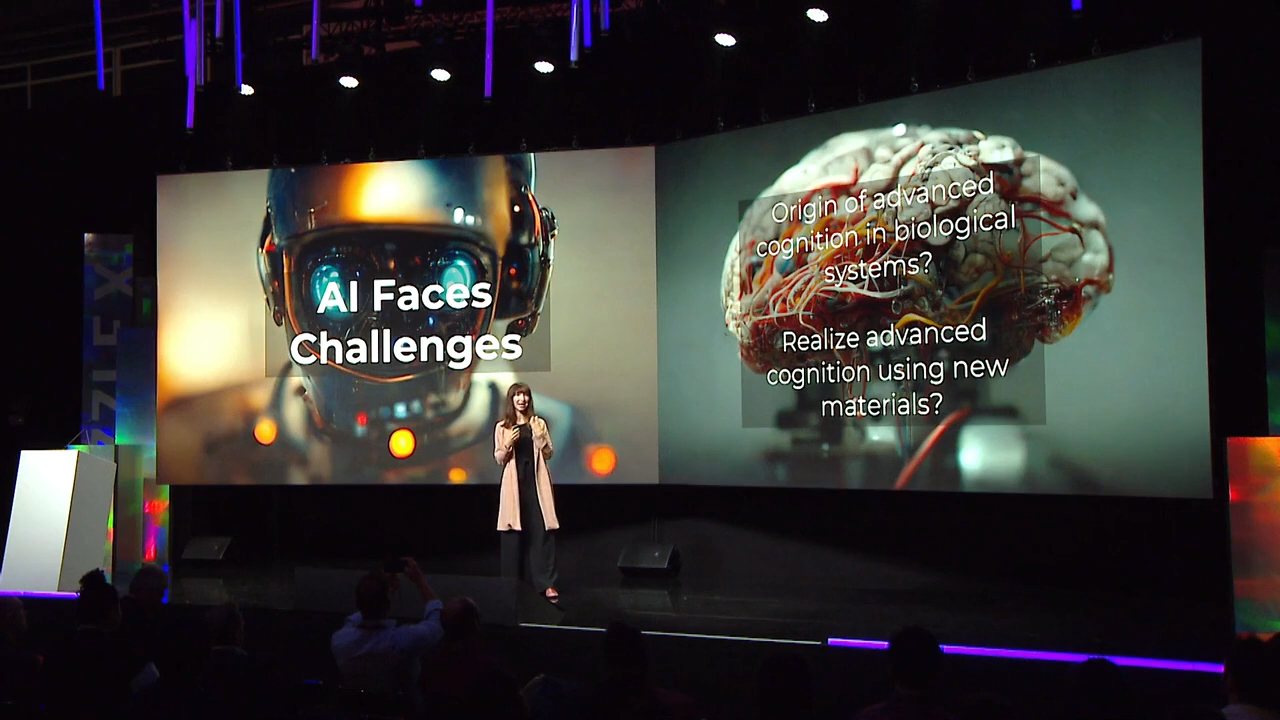 AI Faces
Challenges
Origin of advanced
cognition in biological
systems?
Realize advanced
cognition using new
materials?